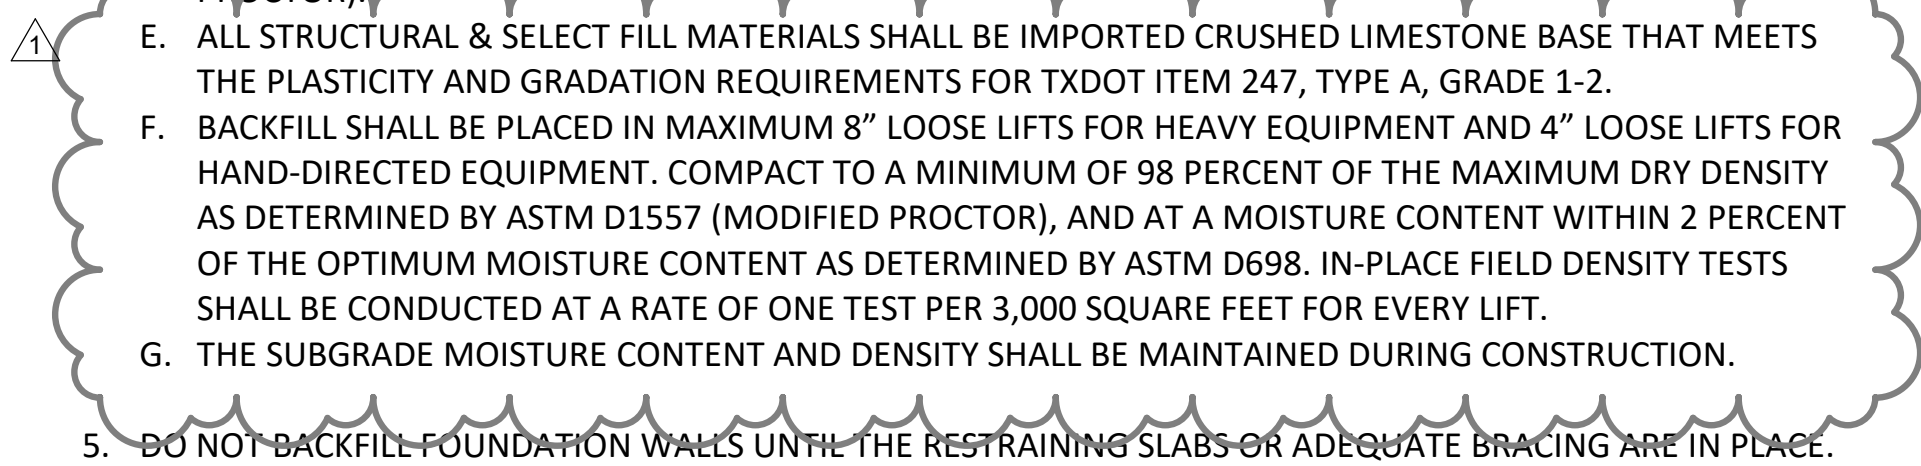 PROCTOR).
1
E. ALL STRUCTURAL & SELECT FILL MATERIALS SHALL BE IMPORTED CRUSHED LIMESTONE BASE THAT MEETS
THE PLASTICITY AND GRADATION REQUIREMENTS FOR TXDOT ITEM 247, TYPE A, GRADE 1-2.
F. BACKFILL SHALL BE PLACED IN MAXIMUM 8” LOOSE LIFTS FOR HEAVY EQUIPMENT AND 4” LOOSE LIFTS FOR
HAND-DIRECTED EQUIPMENT. COMPACT TO A MINIMUM OF 98 PERCENT OF THE MAXIMUM DRY DENSITY
AS DETERMINED BY ASTM D1557 (MODIFIED PROCTOR), AND AT A MOISTURE CONTENT WITHIN 2 PERCENT
OF THE OPTIMUM MOISTURE CONTENT AS DETERMINED BY ASTM D698. IN-PLACE FIELD DENSITY TESTS
SHALL BE CONDUCTED AT A RATE OF ONE TEST PER 3,000 SQUARE FEET FOR EVERY LIFT.
G. THE SUBGRADE MOISTURE CONTENT AND DENSITY SHALL BE MAINTAINED DURING CONSTRUCTION.
5. DO NOT BACKFILL FOUNDATION WALLS UNTIL THE RESTRAINING SLABS OR ADEQUATE BRACING ARE IN PLACE.